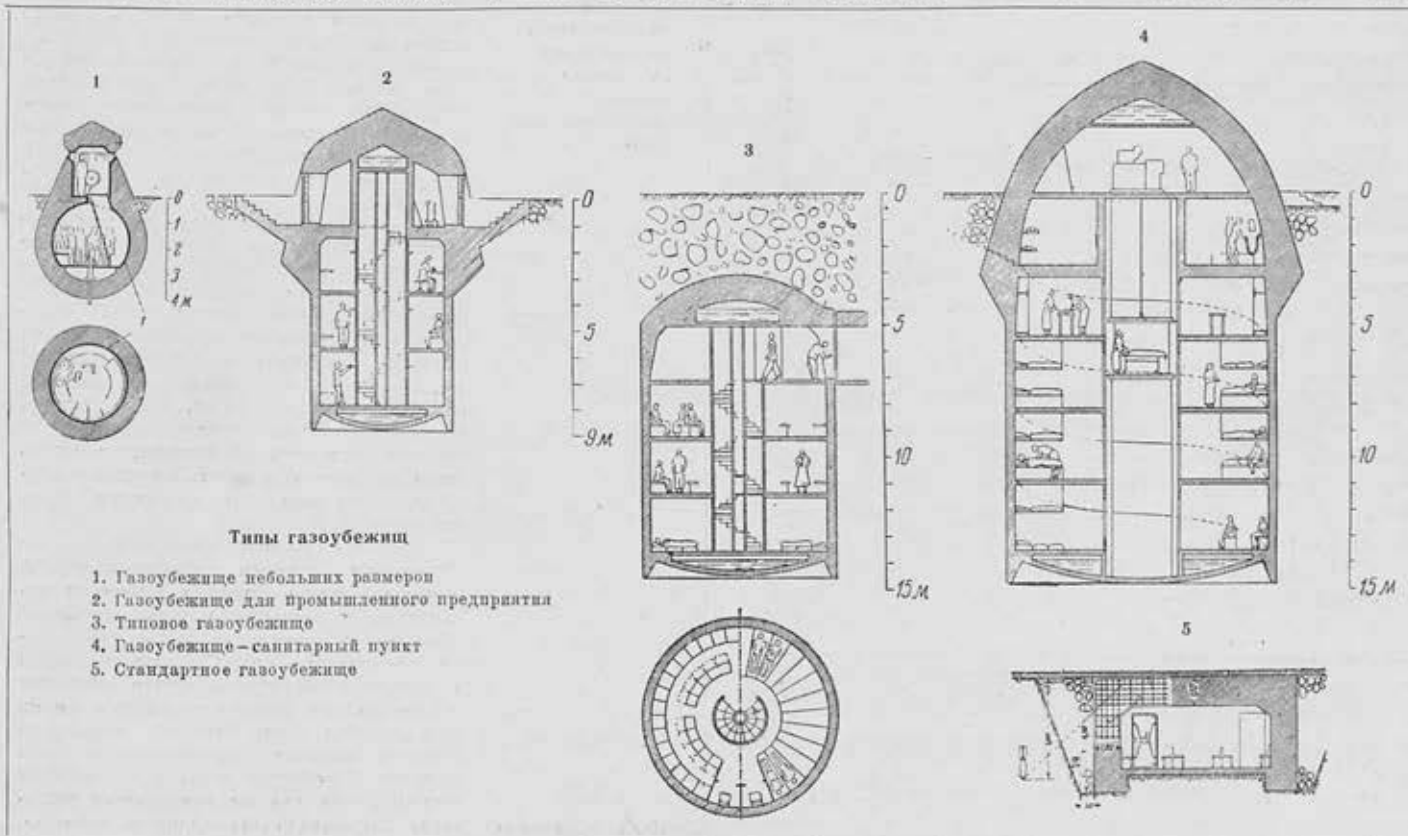 1
2
3
4
0
1
2
3
4 м
1
0
5
9 м
0
5
10
15 м
0
5
10
15 м
5
Типы газоубежищ
1. Газоубежище небольших размерон
2. Газоубежище для промышленного предприятия
3. Типовое газоубежище
4. Газоубежище–санитарный пункт
5. Стандартное газоубежище